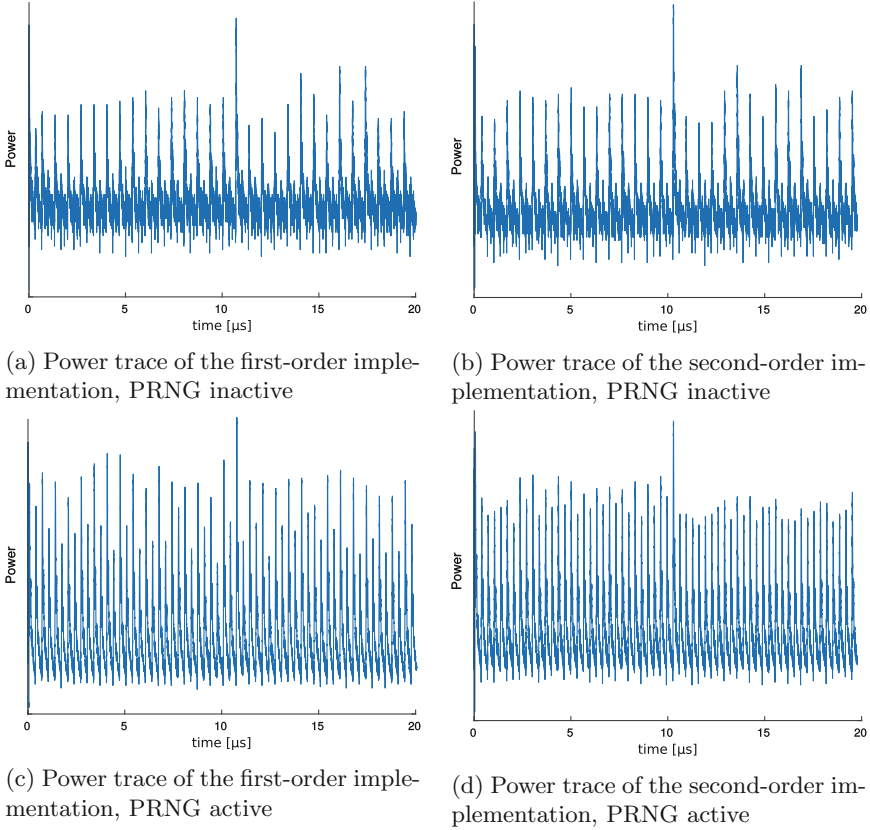 Power
0 5 10 15 20
time [µs]
(a) Power trace of the first-order imple-
mentation, PRNG inactive
Power
0 5 10 15 20
time [µs]
(b) Power trace of the second-order im-
plementation, PRNG inactive
Power
0 5 10 15 20
time [µs]
(c) Power trace of the first-order imple-
mentation, PRNG active
Power
0 5 10 15 20
time [µs]
(d) Power trace of the second-order im-
plementation, PRNG active